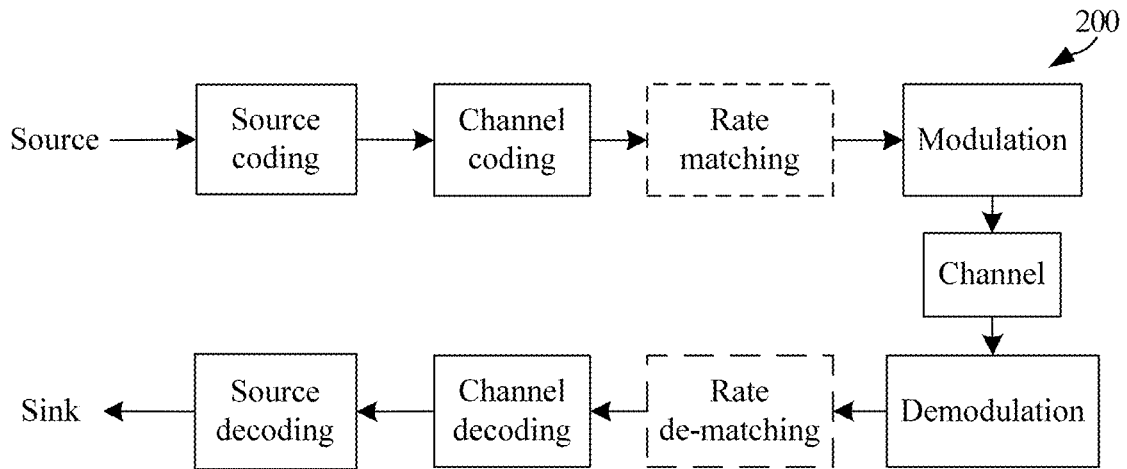 200
Source
Source
coding
Channel
coding
Rate
matching
Modulation
Channel
Sink
Source
decoding
Channel
decoding
Rate
de-matching
Demodulation